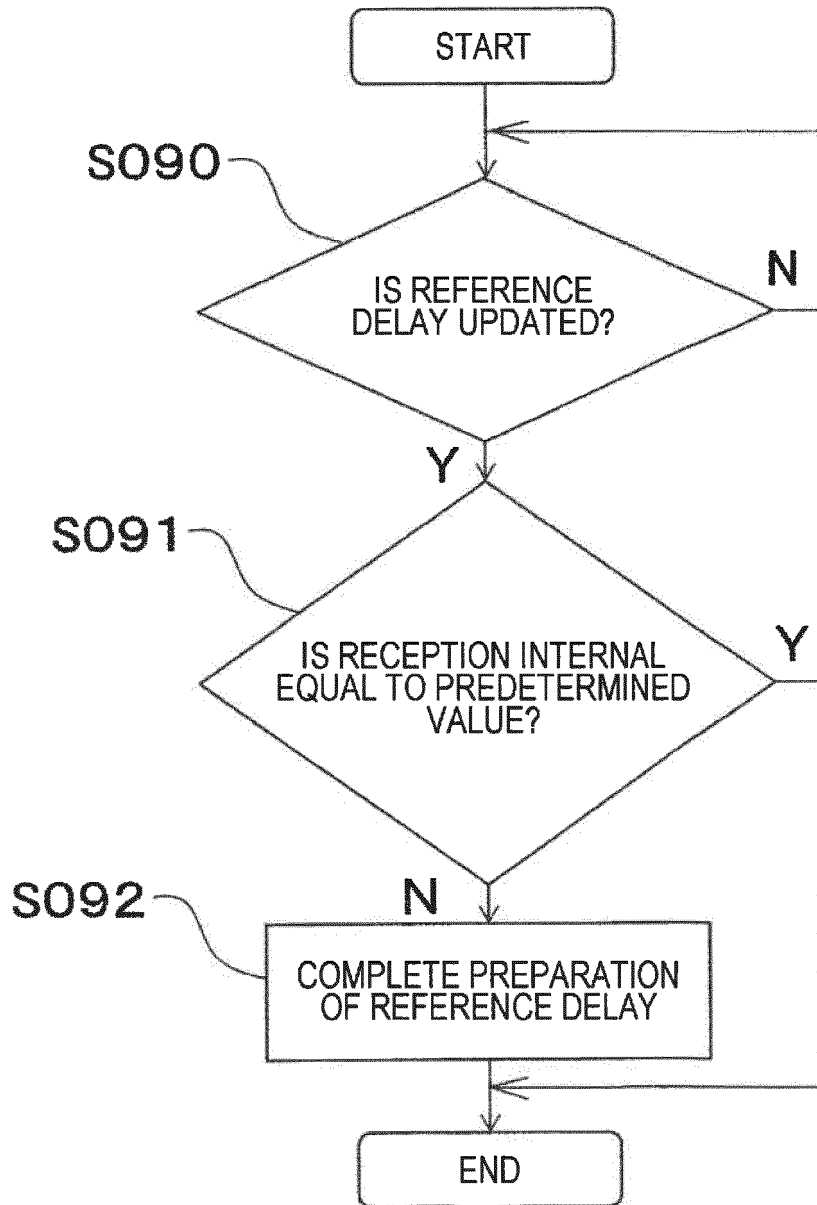 START
S090
IS REFERENCE
DELAY UPDATED?
N
Y
S091
IS RECEPTION INTERNAL
EQUAL TO PREDETERMINED
VALUE?
Y
N
S092
COMPLETE PREPARATION
OF REFERENCE DELAY
END